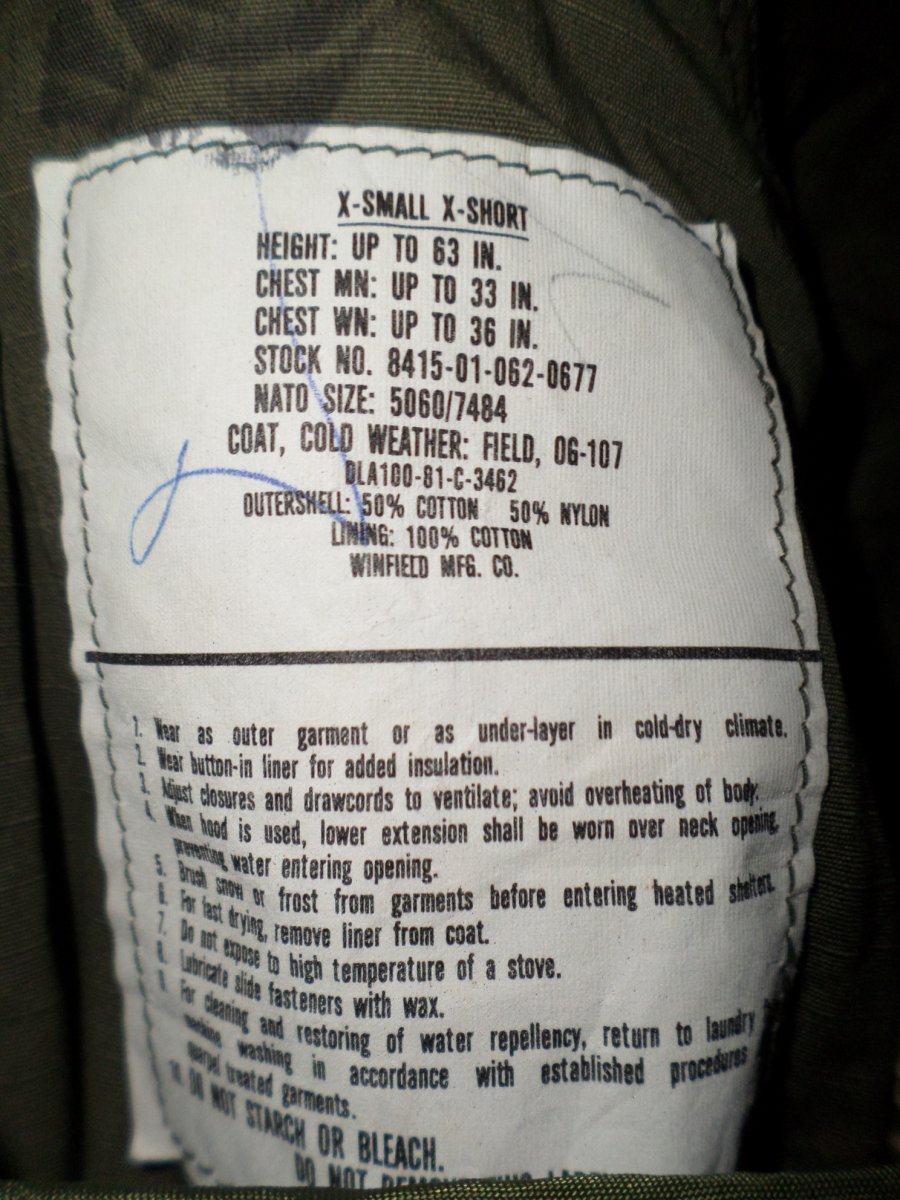 X-SMALL X-SHORT
HEIGHT: UP TO 63 IN.
CHEST MN: UP TO 33 IN.
CHEST WN: UP TO 36 IN.
STOCK NO. 8415-01-062-0677
NATO SIZE: 5060/7484
COAT, COLD WEATHER: FIELD, OG-107
DLA100-81-C-3462
OUTERSHELL: 50% COTTON 50% NYLON
LINING: 100% COTTON
WINFIELD MFG. CO.
1. Wear as outer garment or as under-layer in cold-dry climate.
2. Wear button-in liner for added insulation.
3. Adjust closures and drawcords to ventilate; avoid overheating of body.
4. When hood is used, lower extension shall be worn over neck opening,
preventing water entering opening.
5. Brush snow or frost from garments before entering heated shelters.
6. For fast drying, remove liner from coat.
7. Do not expose to high temperature of a stove.
8. Lubricate slide fasteners with wax.
9. For cleaning and restoring of water repellency, return to laundry
machine washing in accordance with established procedures
quarpel treated garments.
10. DO NOT STARCH OR BLEACH.
DO NOT REMOVE THIS LABEL